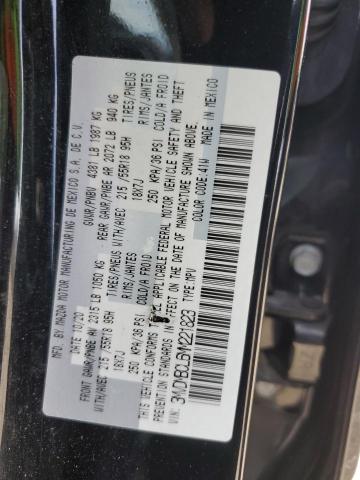 MFD. BY MAZDA MOTOR MANUFACTURING DE MEXICO S.A. DE C.V.
10/20 GVWR/PNBV 4381 LB 1987 KG
FRONT GAWR/PNBE AV 2315 LB 1050 KG REAR GAWR/PNBE AR 2072 LB 940 KG
WITH/AVEC 215/55R18 95H TIRES/PNEUS WITH/AVEC 215/55R18 95H TIRES/PNEUS
18X7J RIMS/JANTES 18X7J RIMS/JANTES
250 KPA/36 PSI COLD/A FROID 250 KPA/36 PSI COLD/A FROID
THIS VEHICLE CONFORMS TO ALL APPLICABLE FEDERAL MOTOR VEHICLE SAFETY AND THEFT
PREVENTION STANDARDS IN EFFECT ON THE DATE OF MANUFACTURE SHOWN ABOVE.
TYPE:MPV COLOR CODE:41W MADE IN MEXICO
VIN: